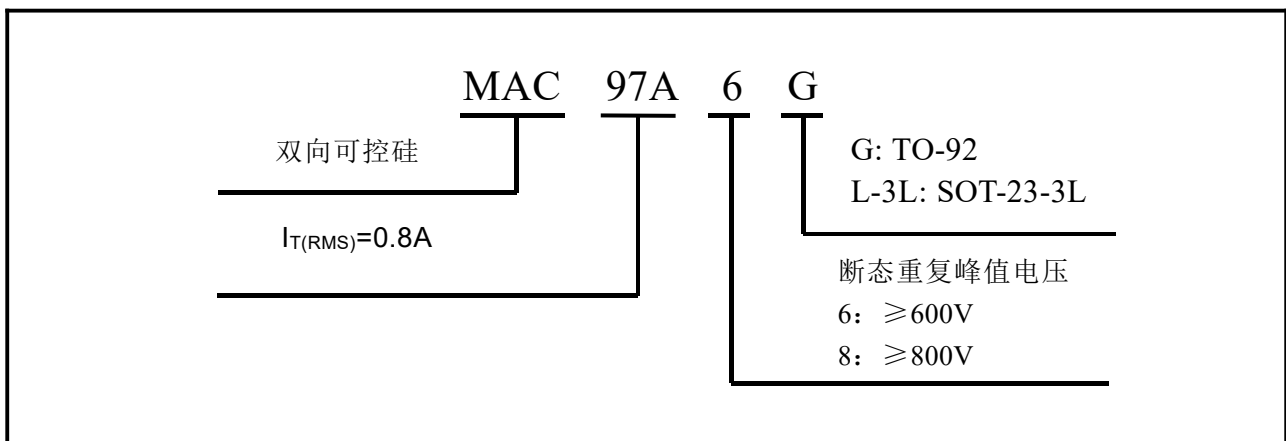 MAC 97A 6 G
双向可控硅
I_T(RMS)=0.8A
G: TO-92
L-3L: SOT-23-3L
断态重复峰值电压
6：≥600V
8：≥800V